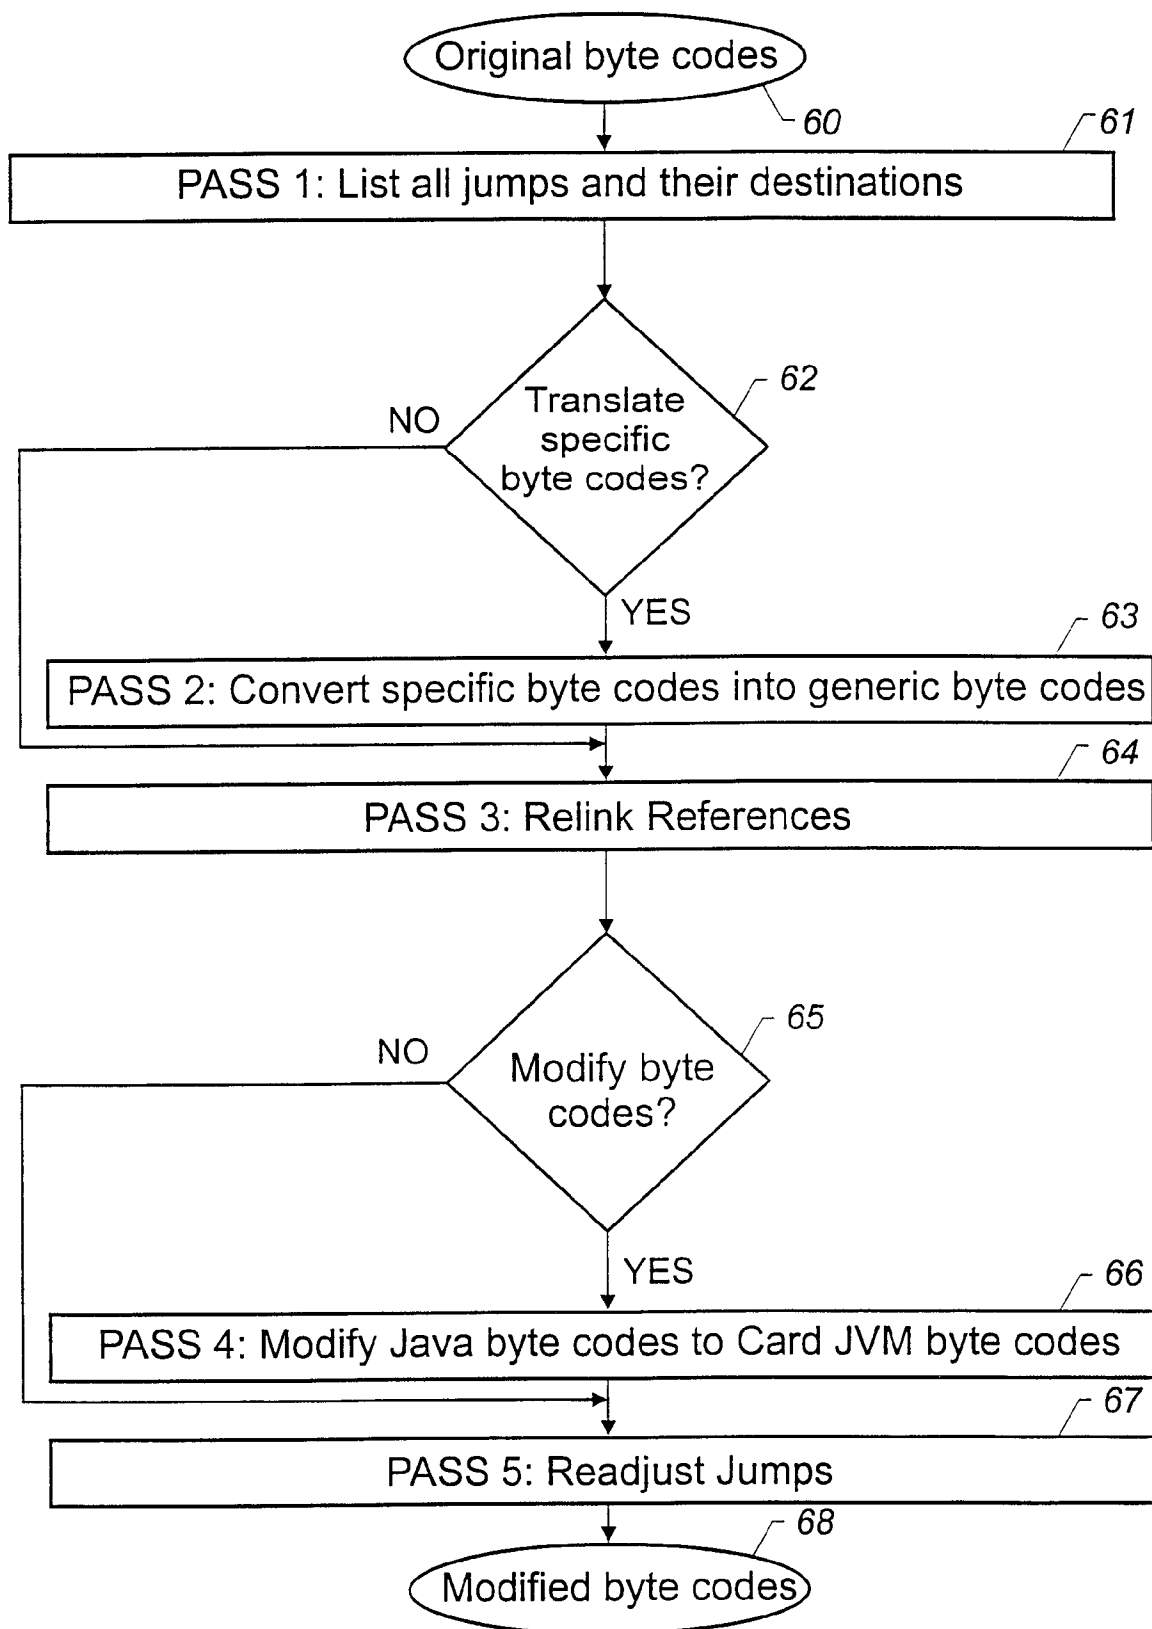 Original byte codes
60
61
PASS 1: List all jumps and their destinations
62
Translate
specific
byte codes?
NO
YES
63
PASS 2: Convert specific byte codes into generic byte codes
64
PASS 3: Relink References
65
NO
Modify byte
codes?
YES
66
PASS 4: Modify Java byte codes to Card JVM byte codes
67
PASS 5: Readjust Jumps
68
Modified byte codes